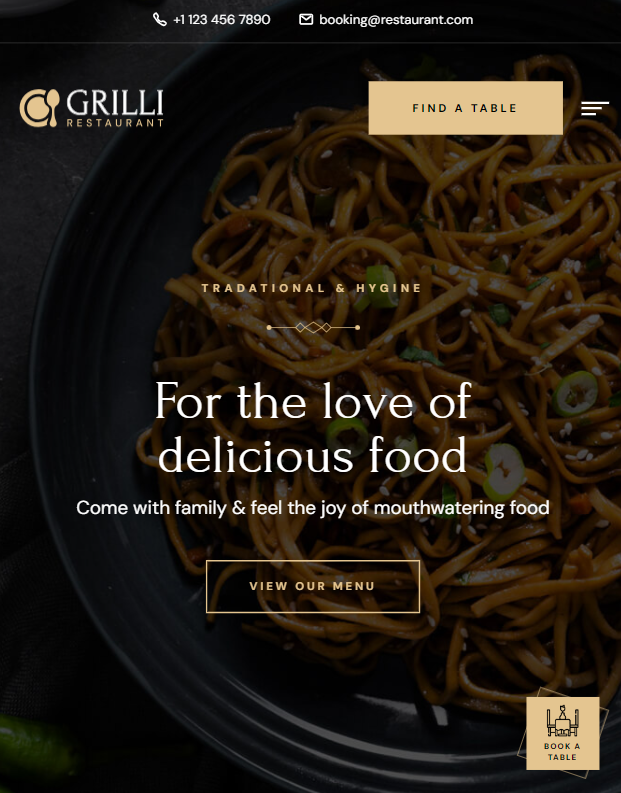 +1 123 456 7890 booking@restaurant.com
GRILLI
RESTAURANT
FIND A TABLE
TRADATIONAL & HYGINE
For the love of
delicious food
Come with family & feel the joy of mouthwatering food
VIEW OUR MENU
BOOK A
TABLE